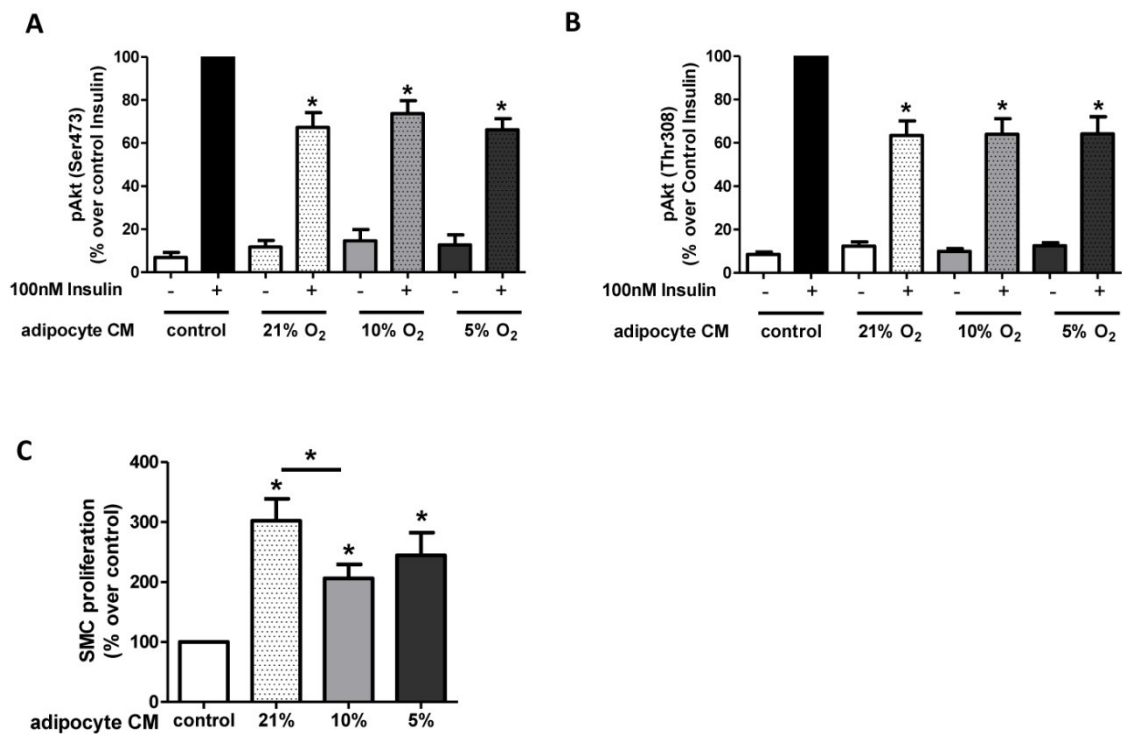 A
pAkt (Ser473)
(% over control Insulin)
100
80
60
40
20
0
* * *
100nM Insulin - + - + - + - +
adipocyte CM control 21% O2 10% O2 5% O2
B
pAkt (Thr308)
(% over Control Insulin)
100
80
60
40
20
0
* * *
100nM Insulin - + - + - + - +
adipocyte CM control 21% O2 10% O2 5% O2
C
SMC proliferation
(% over control)
400
300
200
100
0
*
* * *
adipocyte CM control 21% 10% 5%